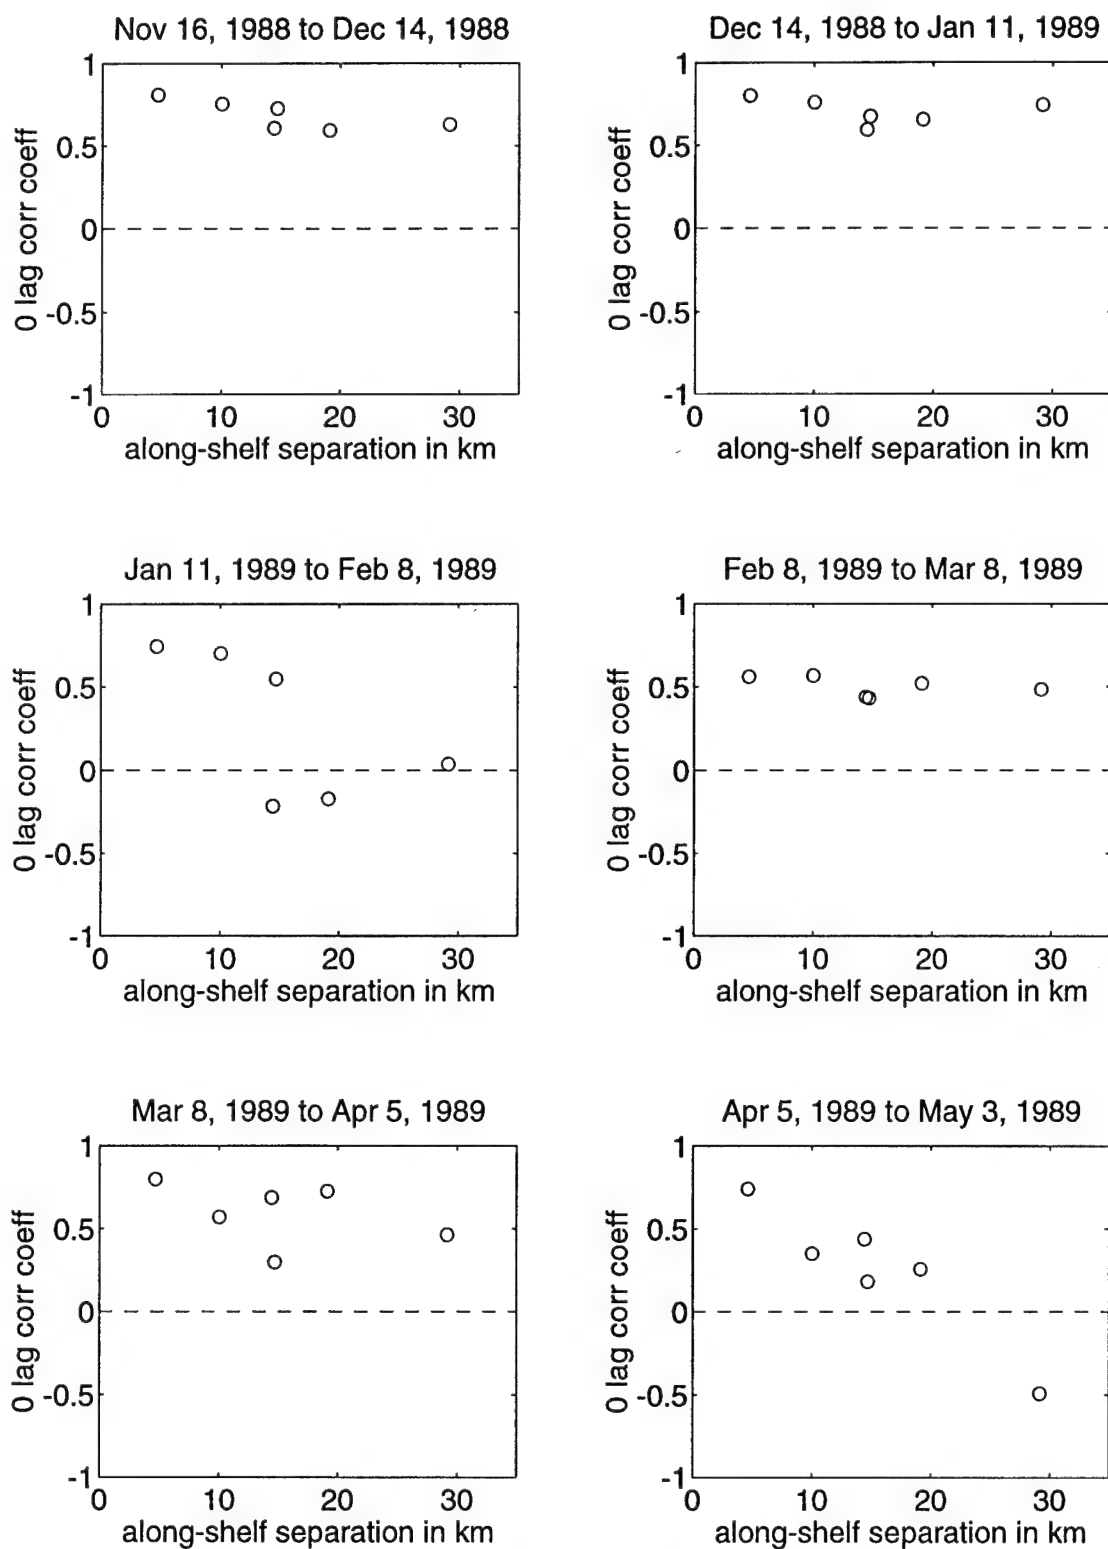 Nov 16, 1988 to Dec 14, 1988
1
0.5
0
-0.5
-1
0 lag corr coeff
0 10 20 30
along-shelf separation in km
Dec 14, 1988 to Jan 11, 1989
1
0.5
0
-0.5
-1
0 lag corr coeff
0 10 20 30
along-shelf separation in km
Jan 11, 1989 to Feb 8, 1989
1
0.5
0
-0.5
-1
0 lag corr coeff
0 10 20 30
along-shelf separation in km
Feb 8, 1989 to Mar 8, 1989
1
0.5
0
-0.5
-1
0 lag corr coeff
0 10 20 30
along-shelf separation in km
Mar 8, 1989 to Apr 5, 1989
1
0.5
0
-0.5
-1
0 lag corr coeff
0 10 20 30
along-shelf separation in km
Apr 5, 1989 to May 3, 1989
1
0.5
0
-0.5
-1
0 lag corr coeff
0 10 20 30
along-shelf separation in km